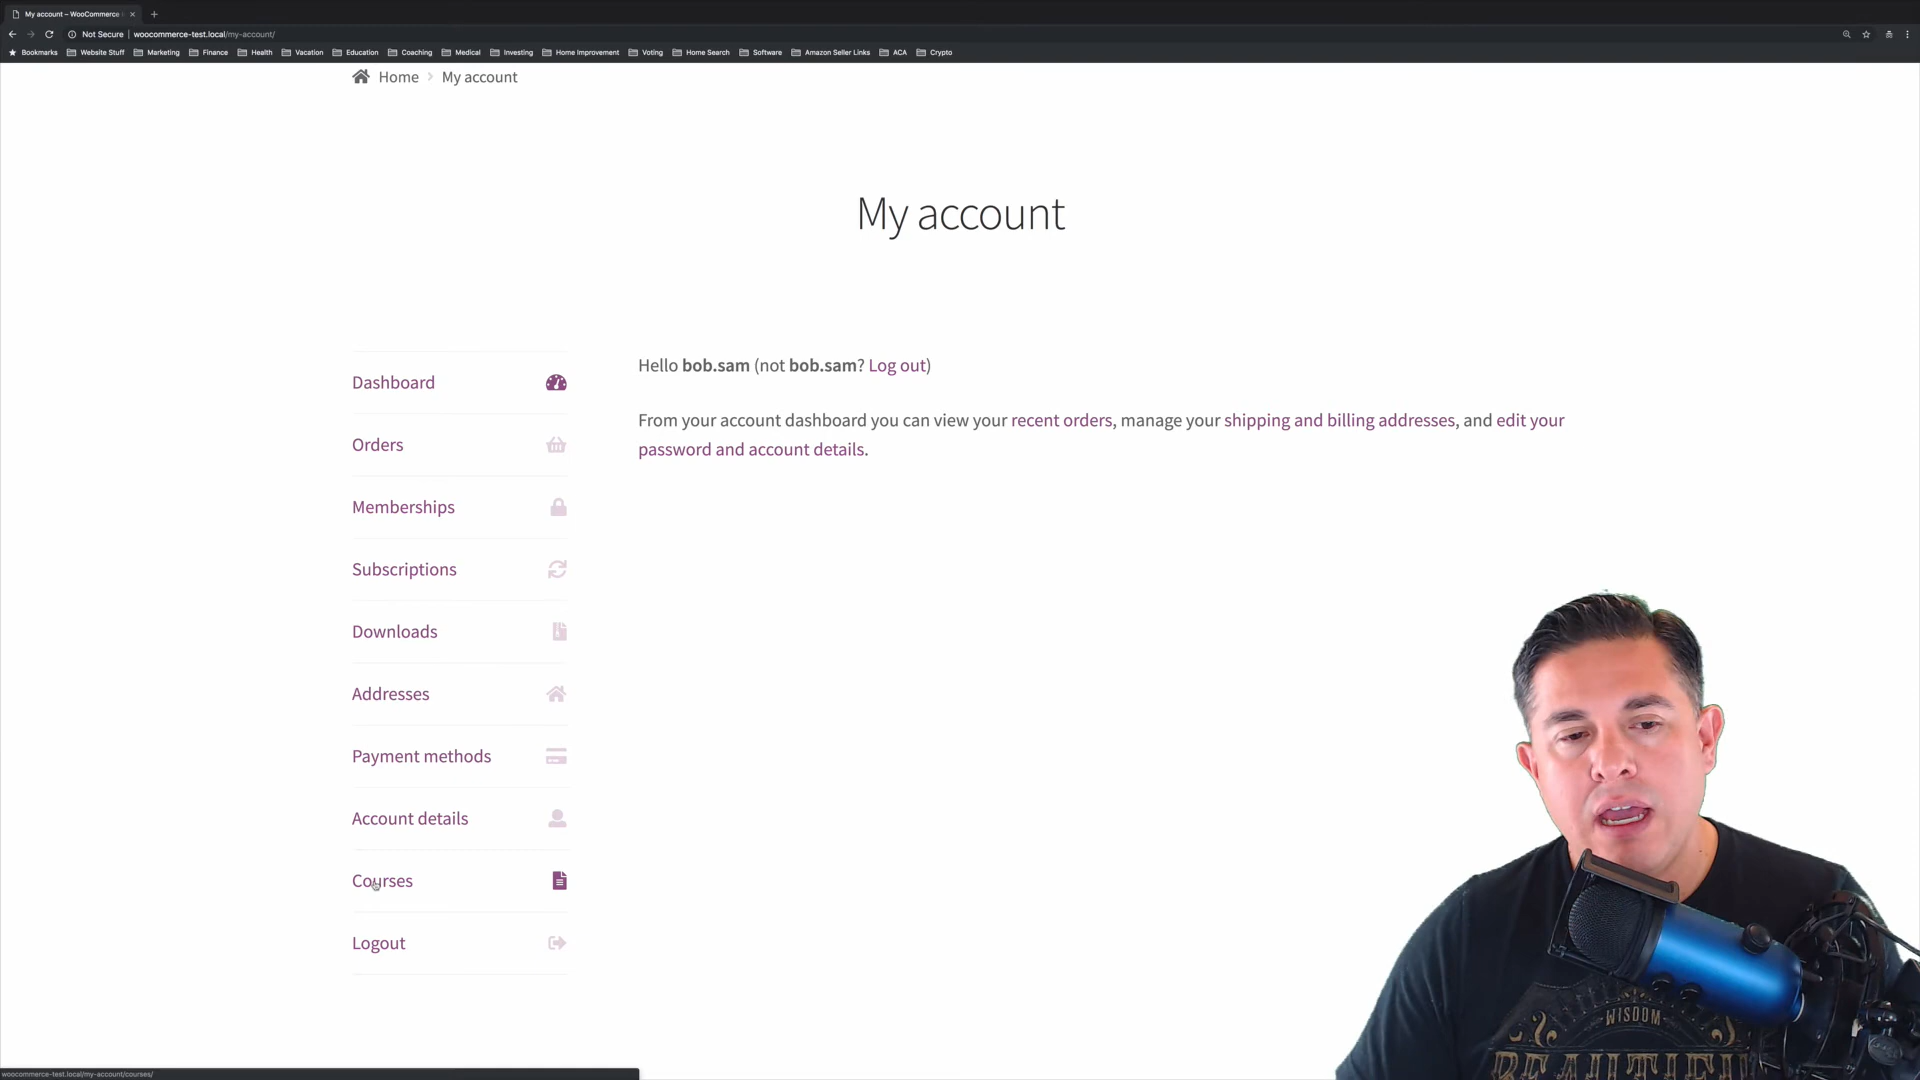 My account – WooCommerce
Not Secure | woocommerce-test.local/my-account/
Bookmarks Website Stuff Marketing Finance Health Vacation Education Coaching Medical Investing Home Improvement Voting Home Search Software Amazon Seller Links ACA Crypto
Home > My account
My account
Hello bob.sam (not bob.sam? Log out)
From your account dashboard you can view your recent orders, manage your shipping and billing addresses, and edit your
password and account details.
Dashboard
Orders
Memberships
Subscriptions
Downloads
Addresses
Payment methods
Account details
Courses
Logout
WISDOM
woocommerce-test.local/my-account/courses/